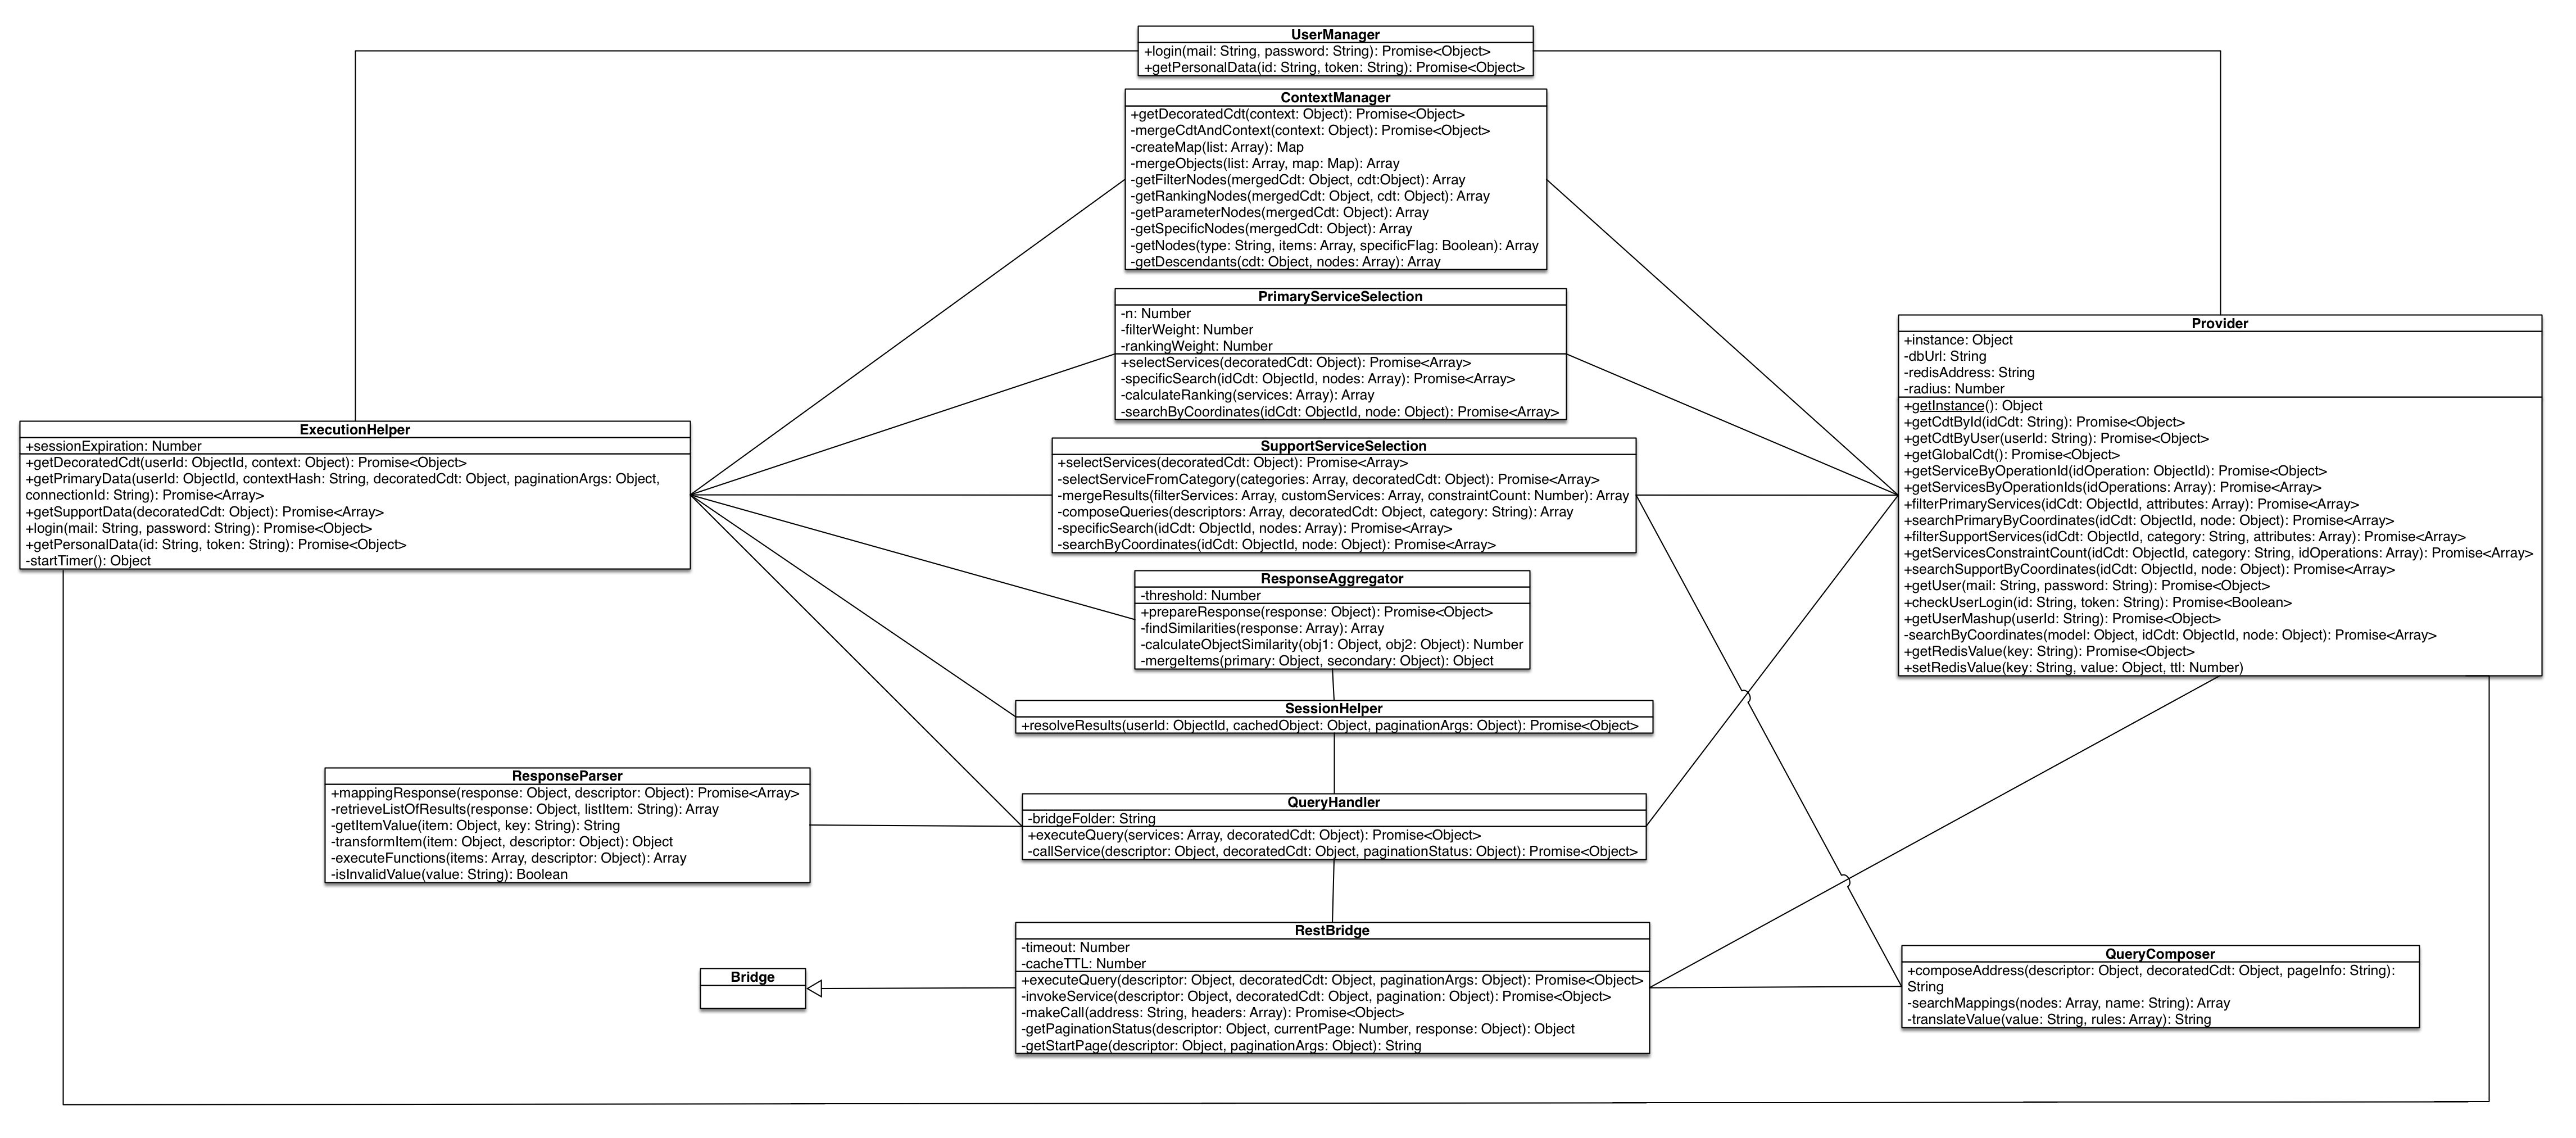 UserManager
+login(mail: String, password: String): Promise<Object>
+getPersonalData(id: String, token: String): Promise<Object>
ContextManager
+getDecoratedCdt(context: Object): Promise<Object>
-mergeCdtAndContext(context: Object): Promise<Object>
-createMap(list: Array): Map
-mergeObjects(list: Array, map: Map): Array
-getFilterNodes(mergedCdt: Object, cdt:Object): Array
-getRankingNodes(mergedCdt: Object, cdt: Object): Array
-getParameterNodes(mergedCdt: Object): Array
-getSpecificNodes(mergedCdt: Object): Array
-getNodes(type: String, items: Array, specificFlag: Boolean): Array
-getDescendants(cdt: Object, nodes: Array): Array
PrimaryServiceSelection
-n: Number
-filterWeight: Number
-rankingWeight: Number
+selectServices(decoratedCdt: Object): Promise<Array>
-specificSearch(idCdt: ObjectId, nodes: Array): Promise<Array>
-calculateRanking(services: Array): Array
-searchByCoordinates(idCdt: ObjectId, node: Object): Promise<Array>
Provider
+instance: Object
-dbUrl: String
-redisAddress: String
-radius: Number
+getInstance(): Object
+getCdtById(idCdt: String): Promise<Object>
+getCdtByUser(userId: String): Promise<Object>
+getGlobalCdt(): Promise<Object>
+getServiceByOperationId(idOperation: ObjectId): Promise<Object>
+getServicesByOperationIds(idOperations: Array): Promise<Array>
+filterPrimaryServices(idCdt: ObjectId, attributes: Array): Promise<Array>
+searchPrimaryByCoordinates(idCdt: ObjectId, node: Object): Promise<Array>
+filterSupportServices(idCdt: ObjectId, category: String, attributes: Array): Promise<Array>
+getServicesConstraintCount(idCdt: ObjectId, category: String, idOperations: Array): Promise<Array>
+searchSupportByCoordinates(idCdt: ObjectId, node: Object): Promise<Array>
+getUser(mail: String, password: String): Promise<Object>
+checkUserLogin(id: String, token: String): Promise<Boolean>
+getUserMashup(userId: String): Promise<Object>
-searchByCoordinates(model: Object, idCdt: ObjectId, node: Object): Promise<Array>
+getRedisValue(key: String): Promise<Object>
+setRedisValue(key: String, value: Object, ttl: Number)
ExecutionHelper
+sessionExpiration: Number
+getDecoratedCdt(userId: ObjectId, context: Object): Promise<Object>
+getPrimaryData(userId: ObjectId, contextHash: String, decoratedCdt: Object, paginationArgs: Object,
connectionId: String): Promise<Array>
+getSupportData(decoratedCdt: Object): Promise<Array>
+login(mail: String, password: String): Promise<Object>
+getPersonalData(id: String, token: String): Promise<Object>
-startTimer(): Object
SupportServiceSelection
+selectServices(decoratedCdt: Object): Promise<Array>
-selectServiceFromCategory(categories: Array, decoratedCdt: Object): Promise<Array>
-mergeResults(filterServices: Array, customServices: Array, constraintCount: Number): Array
-composeQueries(descriptors: Array, decoratedCdt: Object, category: String): Array
-specificSearch(idCdt: ObjectId, nodes: Array): Promise<Array>
-searchByCoordinates(idCdt: ObjectId, node: Object): Promise<Array>
ResponseAggregator
-threshold: Number
+prepareResponse(response: Object): Promise<Object>
-findSimilarities(response: Array): Array
-calculateObjectSimilarity(obj1: Object, obj2: Object): Number
-mergeItems(primary: Object, secondary: Object): Object
SessionHelper
+resolveResults(userId: ObjectId, cachedObject: Object, paginationArgs: Object): Promise<Object>
ResponseParser
+mappingResponse(response: Object, descriptor: Object): Promise<Array>
-retrieveListOfResults(response: Object, listItem: String): Array
-getItemValue(item: Object, key: String): String
-transformItem(item: Object, descriptor: Object): Object
-executeFunctions(items: Array, descriptor: Object): Array
-isInvalidValue(value: String): Boolean
QueryHandler
-bridgeFolder: String
+executeQuery(services: Array, decoratedCdt: Object): Promise<Object>
-callService(descriptor: Object, decoratedCdt: Object, paginationStatus: Object): Promise<Object>
RestBridge
-timeout: Number
-cacheTTL: Number
+executeQuery(descriptor: Object, decoratedCdt: Object, paginationArgs: Object): Promise<Object>
-invokeService(descriptor: Object, decoratedCdt: Object, pagination: Object): Promise<Object>
-makeCall(address: String, headers: Array): Promise<Object>
-getPaginationStatus(descriptor: Object, currentPage: Number, response: Object): Object
-getStartPage(descriptor: Object, paginationArgs: Object): String
Bridge
QueryComposer
+composeAddress(descriptor: Object, decoratedCdt: Object, pageInfo: String):
String
-searchMappings(nodes: Array, name: String): Array
-translateValue(value: String, rules: Array): String